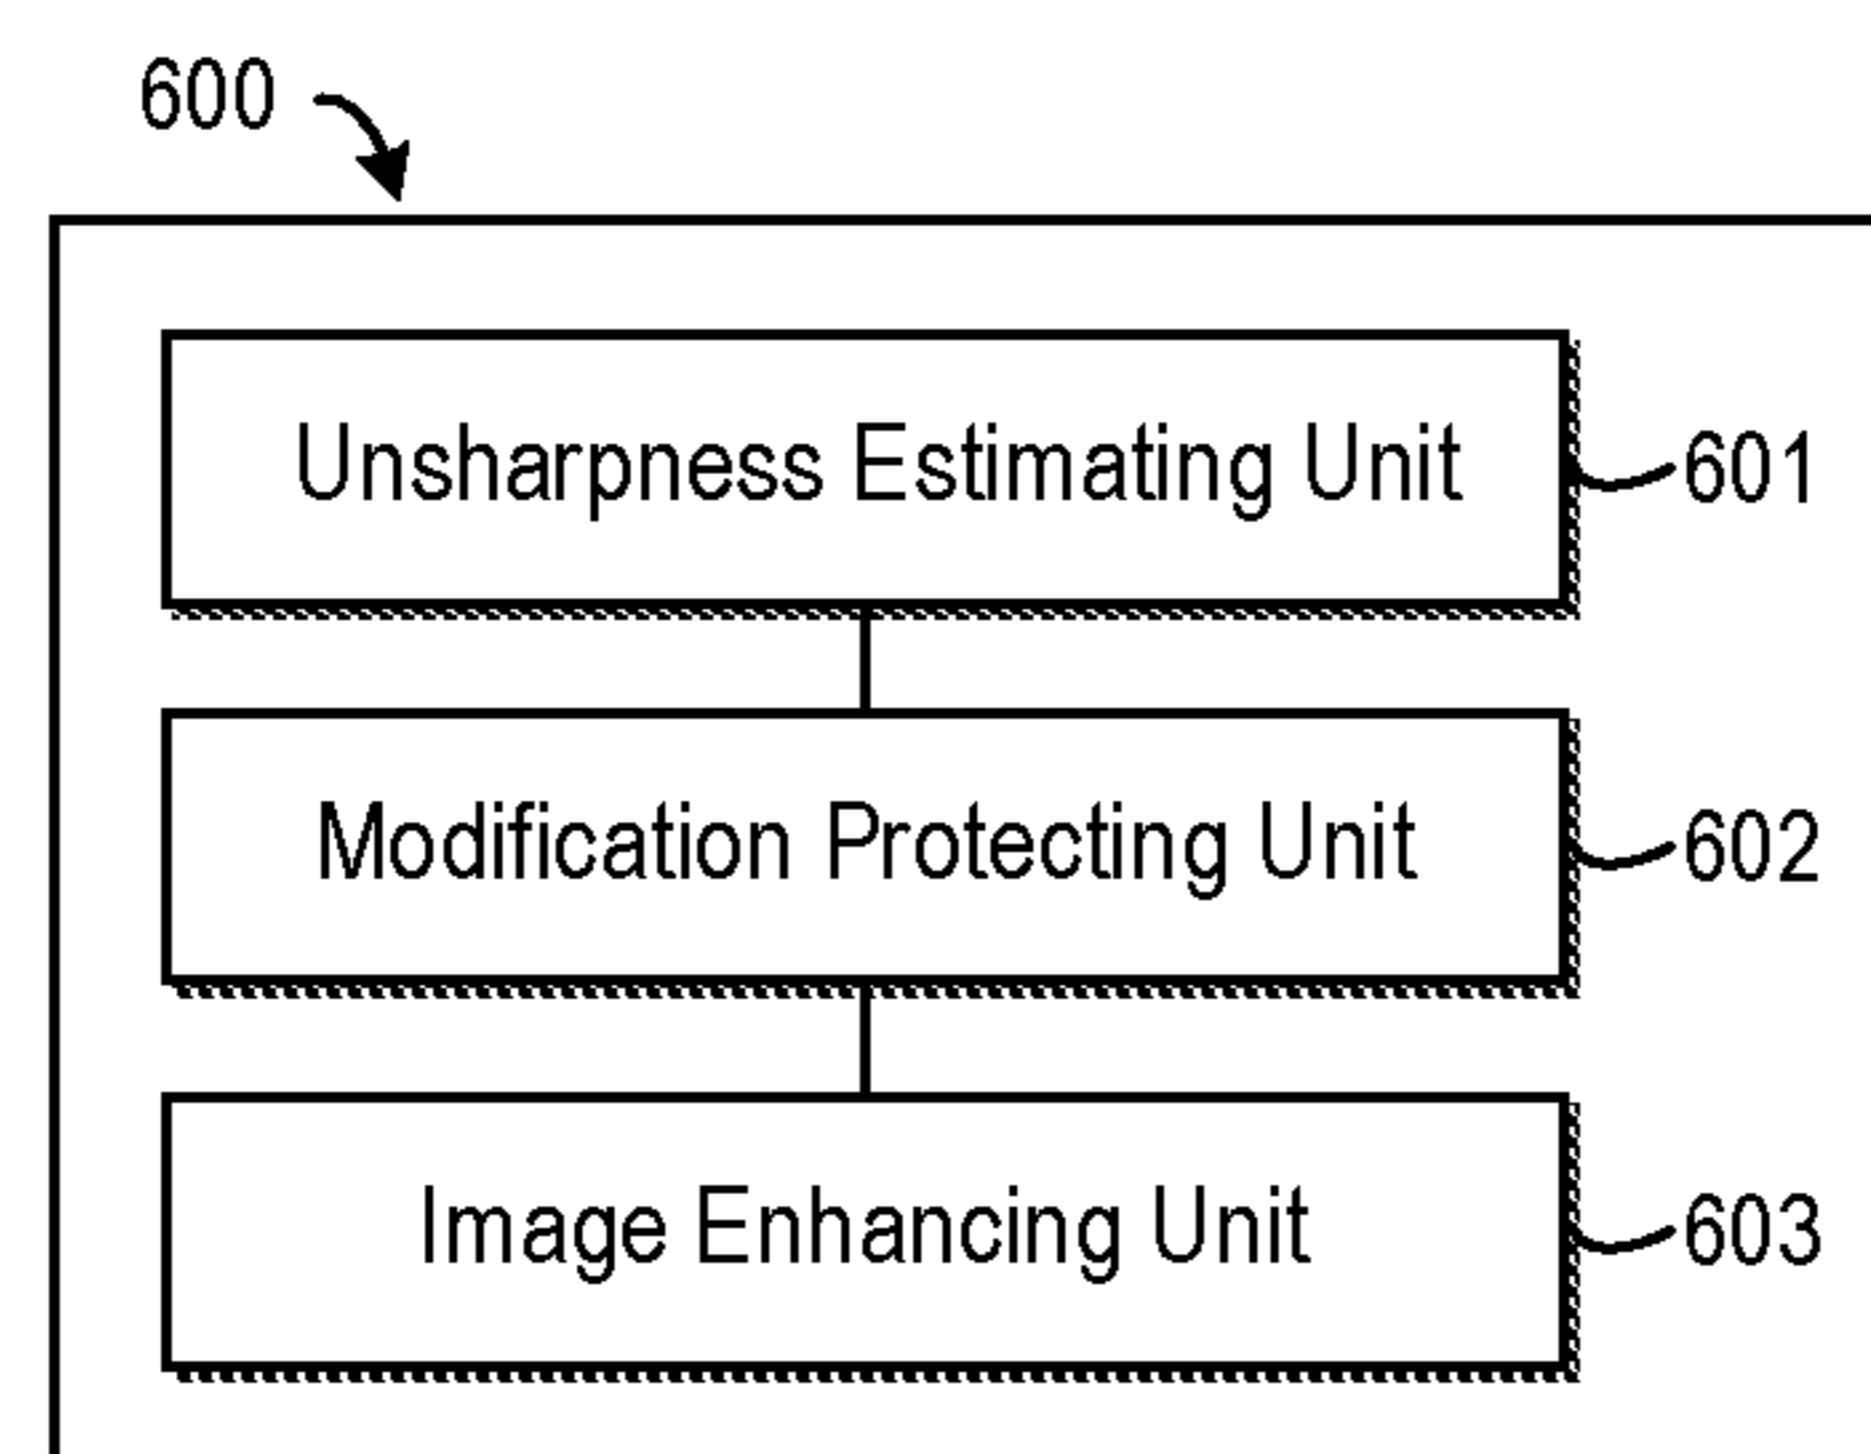 600
Unsharpness Estimating Unit
601
Modification Protecting Unit
602
Image Enhancing Unit
603